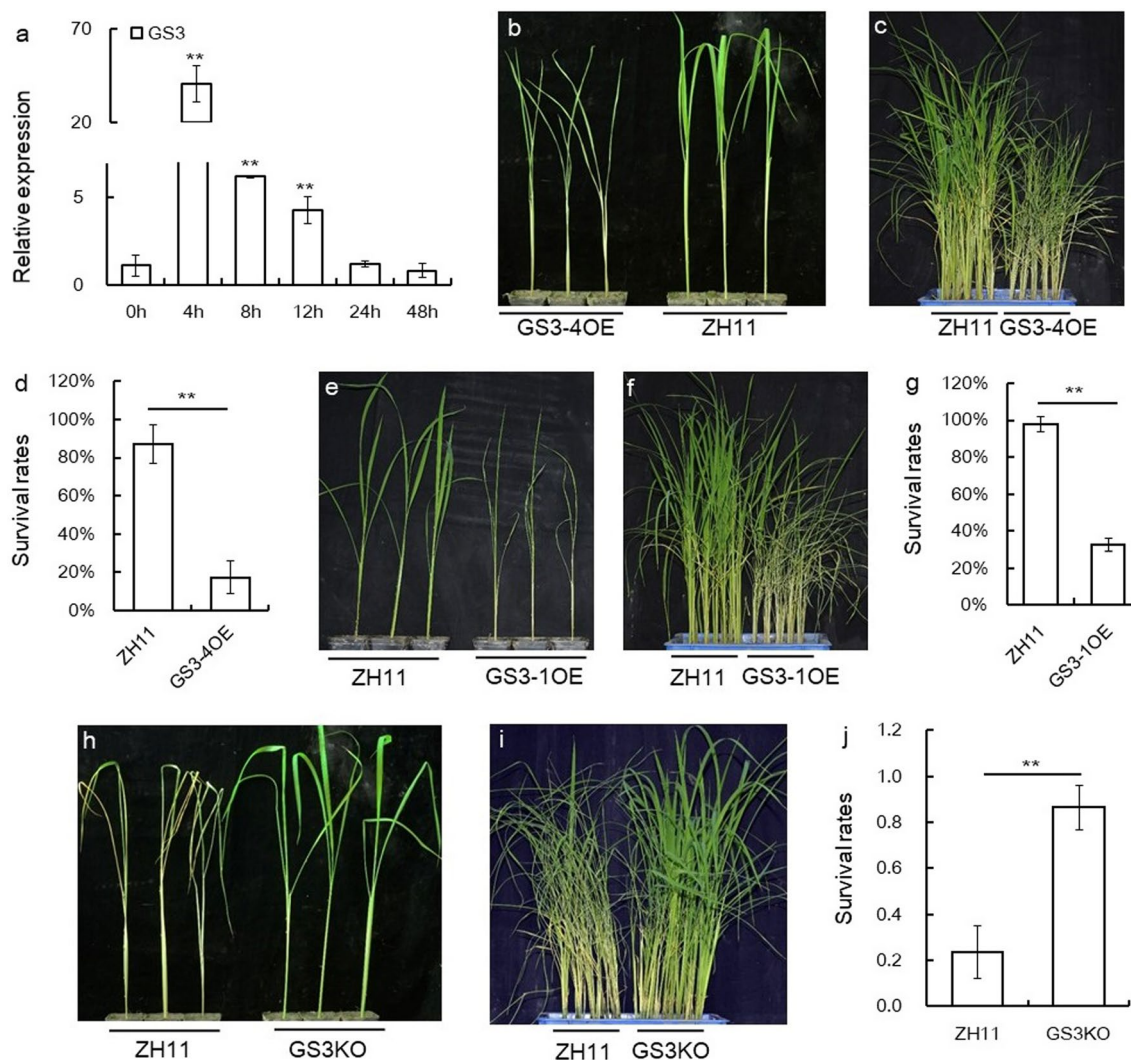 a
70
GS3
**
20
Relative expression
**
**
5
0
0h 4h 8h 12h 24h 48h
b
GS3-4OE ZH11
c
ZH11 GS3-4OE
d
120%
100%
80%
60%
40%
20%
0%
**
Survival rates
ZH11 GS3-4OE
e
ZH11 GS3-1OE
f
ZH11 GS3-1OE
g
120%
100%
80%
60%
40%
20%
0%
**
Survival rates
ZH11 GS3-1OE
h
ZH11 GS3KO
i
ZH11 GS3KO
j
1.2
1.0
0.8
0.6
0.4
0.2
0.0
**
Survival rates
ZH11 GS3KO